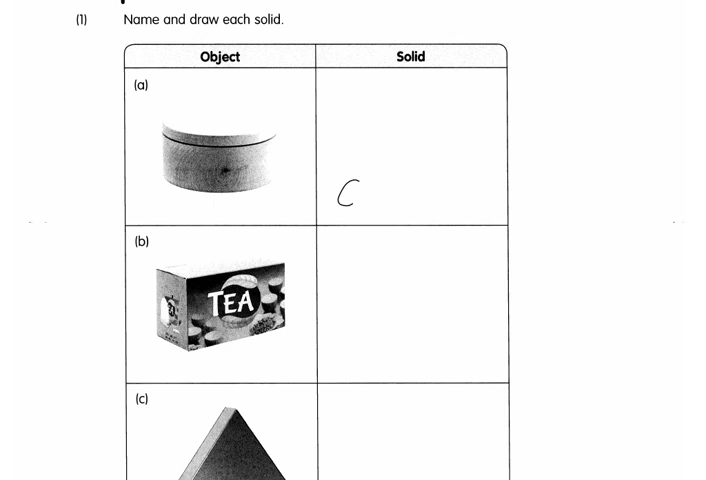 (1) Name and draw each solid.
Object Solid
(a)
C
(b)
TEA
(c)